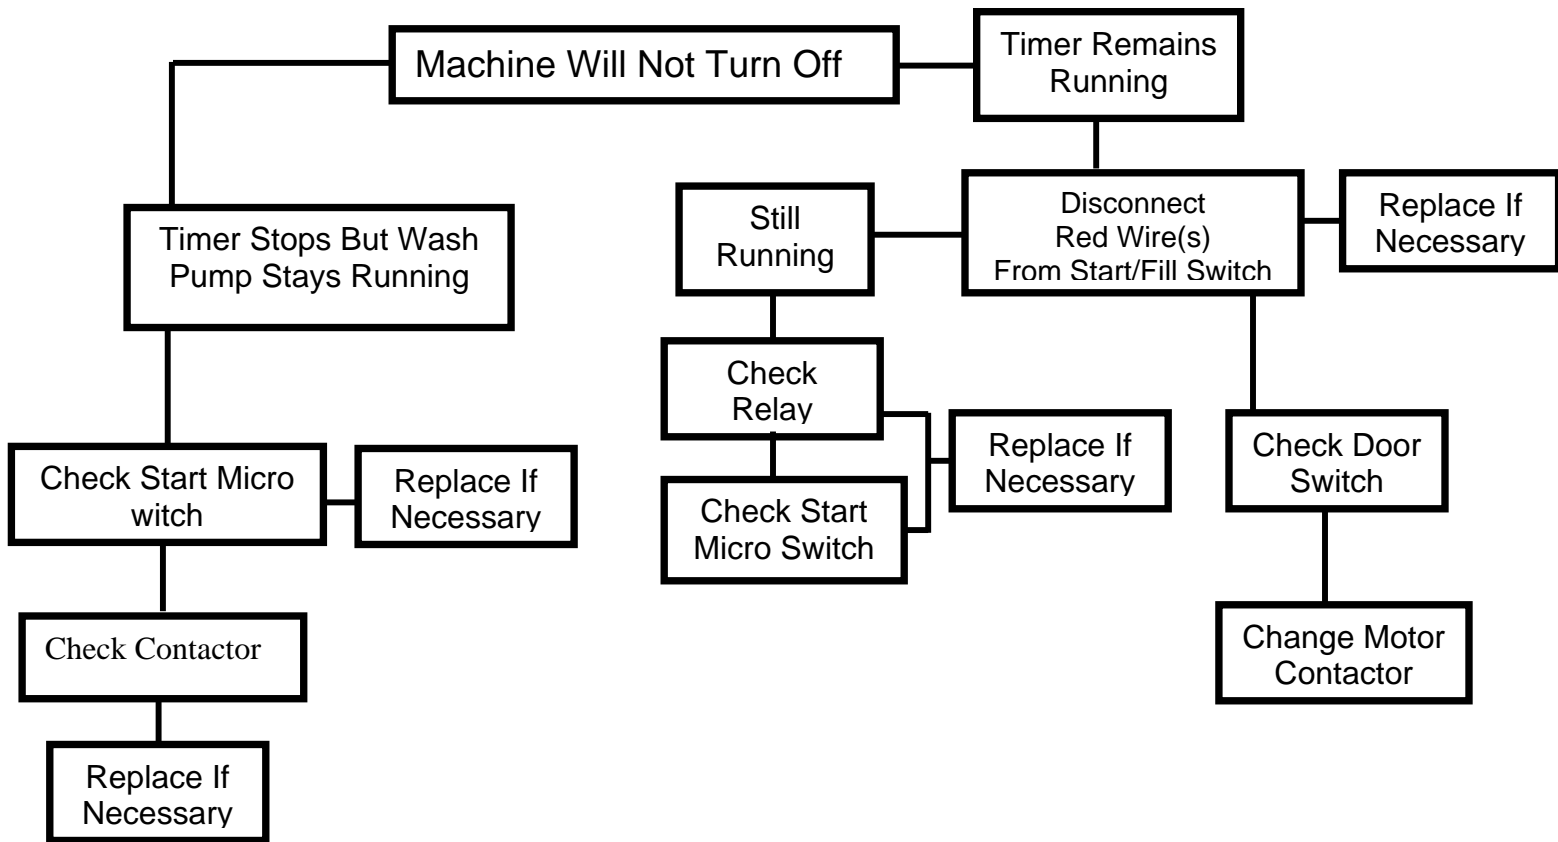 Machine Will Not Turn Off
Timer Remains
Running
Timer Stops But Wash
Pump Stays Running
Still
Running
Disconnect
Red Wire(s)
From Start/Fill Switch
Replace If
Necessary
Check
Relay
Check Start Micro
witch
Replace If
Necessary
Check Start
Micro Switch
Replace If
Necessary
Check Door
Switch
Check Contactor
Change Motor
Contactor
Replace If
Necessary